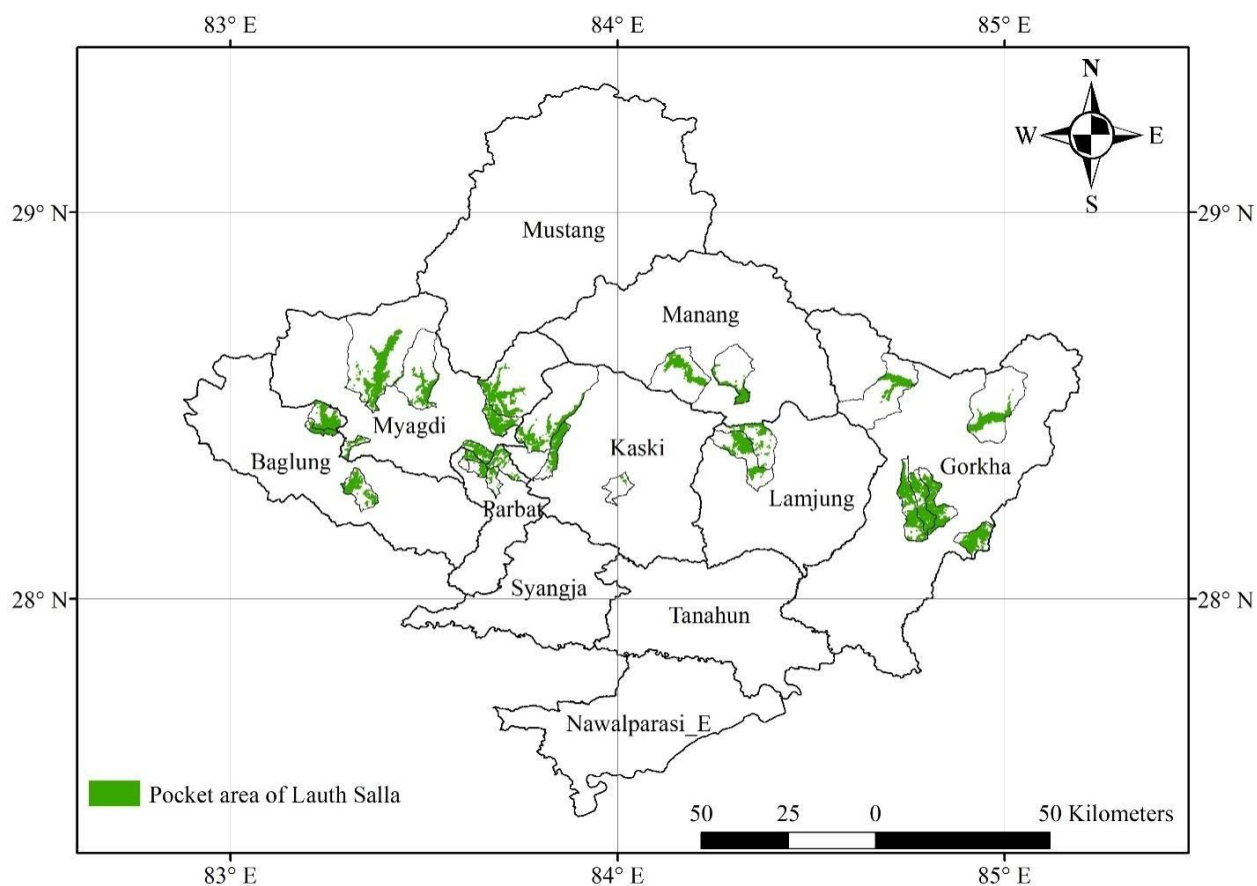 83° E
84° E
85° E
N
W
E
S
29° N
29° N
Mustang
Manang
Myagdi
Kaski
Baglung
Gorkha
Lamjung
Parbat
Syangja
28° N
28° N
Tanahun
Nawalparasi_E
Pocket area of Lauth Salla
50
25
0
50 Kilometers
83° E
84° E
85° E